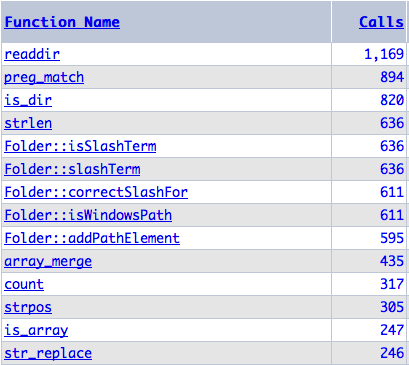 Function Name Calls
readdir 1,169
preg_match 894
is_dir 820
strlen 636
Folder::isSlashTerm 636
Folder::slashTerm 636
Folder::correctSlashFor 611
Folder::isWindowsPath 611
Folder::addPathElement 595
array_merge 435
count 317
strpos 305
is_array 247
str_replace 246